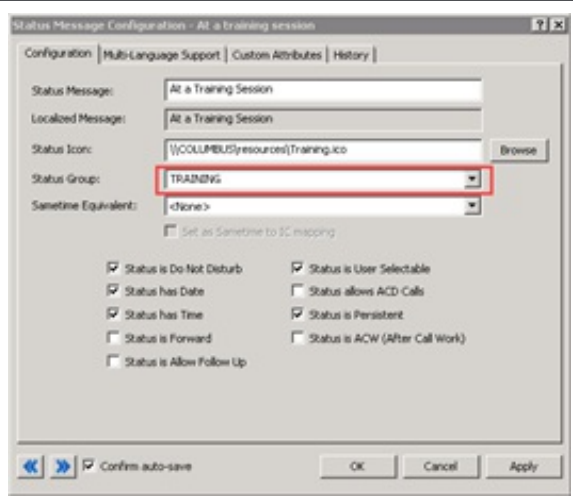 Status Message Configuration - At a training session
Configuration Multi-Language Support Custom Attributes History
Status Message: At a Training Session
Localized Message: At a Training Session
Status Icon: \\COLUMBUS\resources\Training.ico Browse
Status Group: TRAINING
Sametime Equivalent: <None>
Set as Sametime to IC mapping
Status is Do Not Disturb Status is User Selectable
Status has Date Status allows ACD Calls
Status has Time Status is Persistent
Status is Forward Status is ACW (After Call Work)
Status is Allow Follow Up
Confirm auto-save OK Cancel Apply